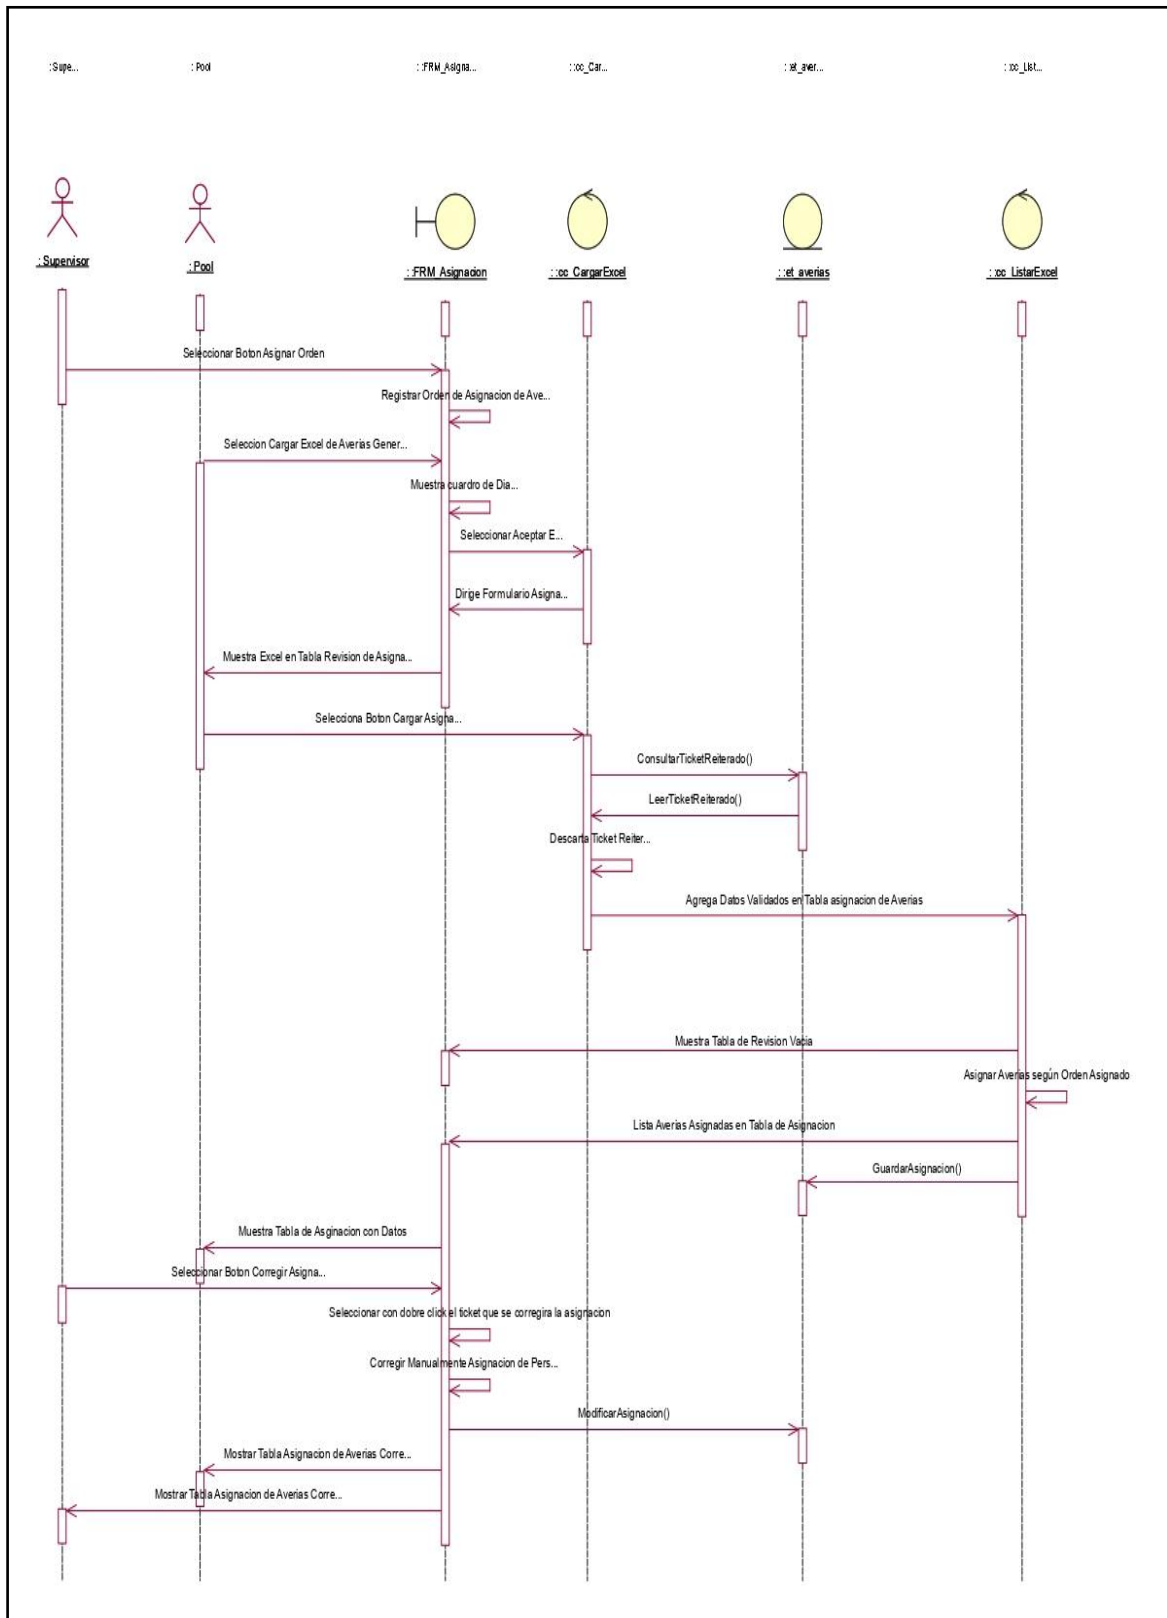 :Supe...
: Pool
: :FRM_Asigna...
: :cc_Car...
: :et_aver...
: :cc_List...
: Supervisor
: Pool
: :FRM_Asignacion
: :cc_CargarExcel
: :et_averias
: :cc_ListarExcel
Seleccionar Boton Asignar Orden
Registrar Orden de Asignacion de Ave...
Seleccion Cargar Excel de Averias Gener...
Muestra cuardro de Dia...
Seleccionar Aceptar E...
Dirige Formulario Asigna...
Muestra Excel en Tabla Revision de Asigna...
Selecciona Boton Cargar Asigna...
ConsultarTicketReiterado()
LeerTicketReiterado()
Descarta Ticket Reiter...
Agrega Datos Validados en Tabla asignacion de Averias
Muestra Tabla de Revision Vacia
Asignar Averias según Orden Asignado
Lista Averias Asignadas en Tabla de Asignacion
GuardarAsignacion()
Muestra Tabla de Asginacion con Datos
Seleccionar Boton Corregir Asigna...
Seleccionar con dobre click el ticket que se corregira la asignacion
Corregir Manualmente Asignacion de Pers...
ModificarAsignacion()
Mostrar Tabla Asignacion de Averias Corre...
Mostrar Tabla Asignacion de Averias Corre...